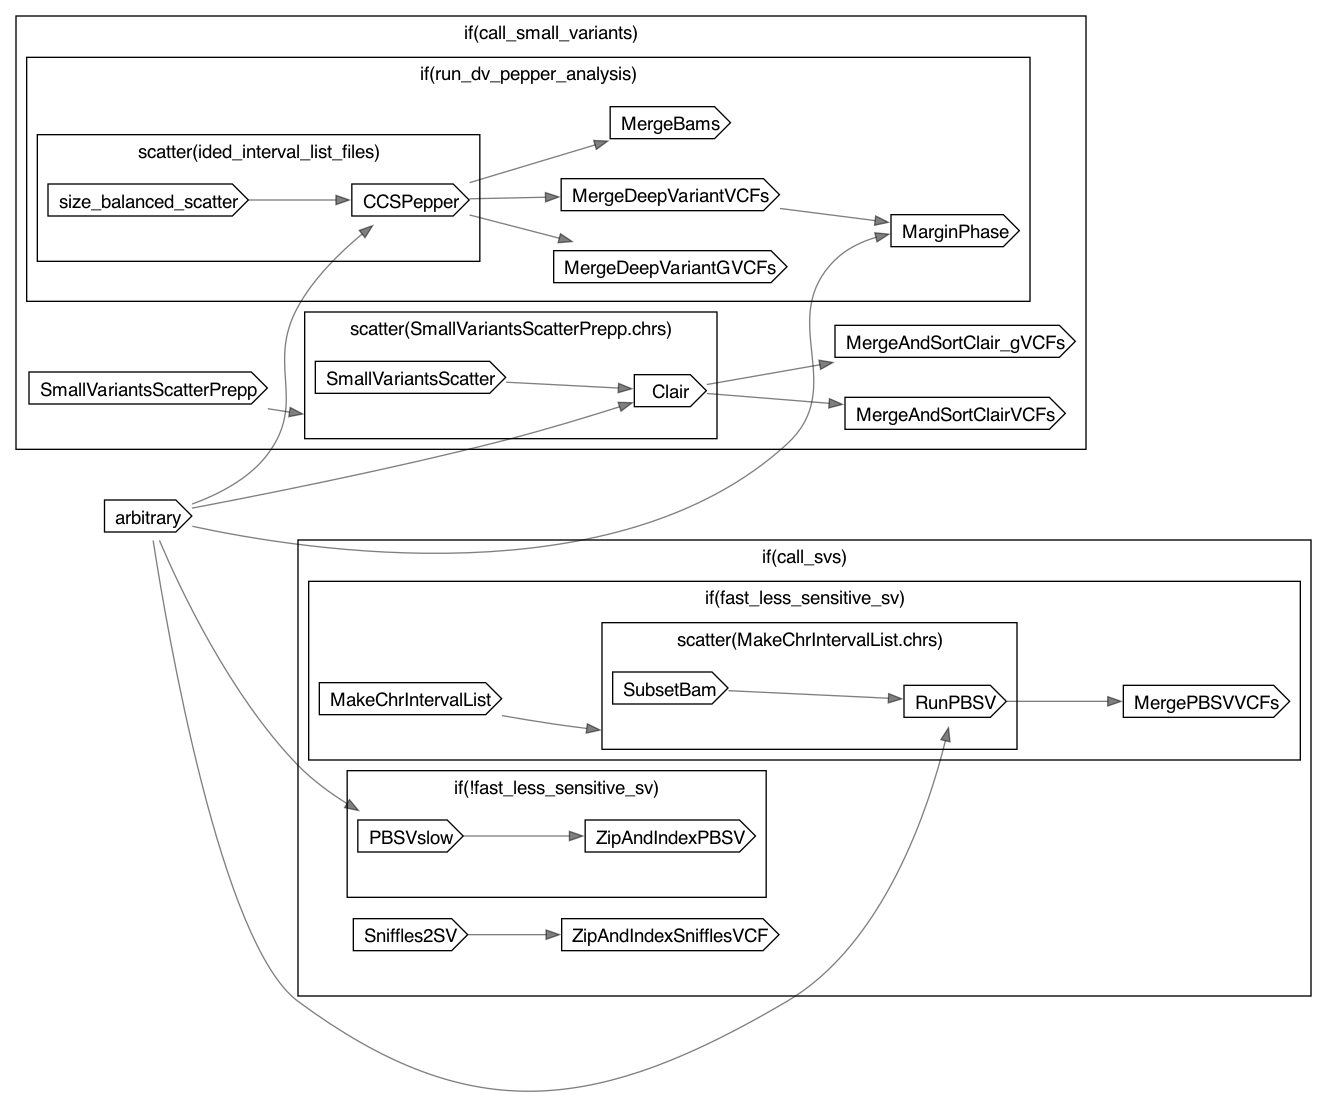 if(call_small_variants)
if(run_dv_pepper_analysis)
MergeBams
scatter(ided_interval_list_files)
size_balanced_scatter
CCSPepper
MergeDeepVariantVCFs
MarginPhase
MergeDeepVariantGVCFs
scatter(SmallVariantsScatterPrepp.chrs)
MergeAndSortClair_gVCFs
SmallVariantsScatterPrepp
SmallVariantsScatter
Clair
MergeAndSortClairVCFs
arbitrary
if(call_svs)
if(fast_less_sensitive_sv)
scatter(MakeChrIntervalList.chrs)
MakeChrIntervalList
SubsetBam
RunPBSV
MergePBSVVCFs
if(!fast_less_sensitive_sv)
PBSVslow
ZipAndIndexPBSV
Sniffles2SV
ZipAndIndexSnifflesVCF